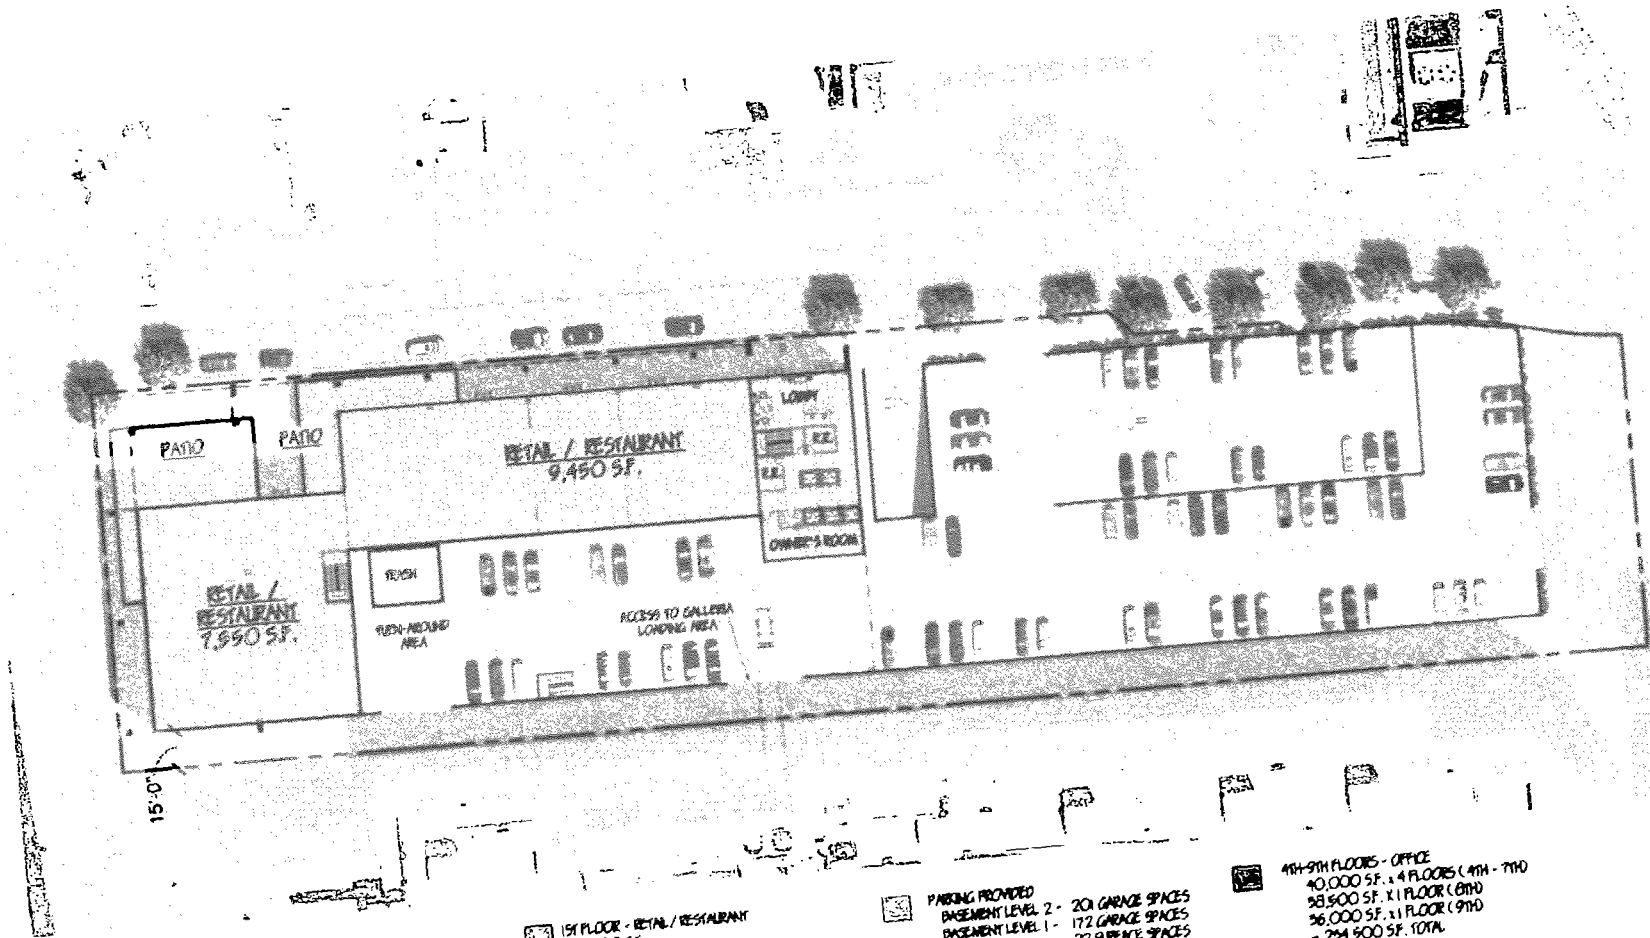 PATIO
PATIO
RETAIL / RESTAURANT
9,450 S.F.
LOBBY
R.R.
R.R.
OWNER'S ROOM
TRASH
TURN-AROUND
AREA
ACCESS TO GALLERIA
LOADING AREA
RETAIL /
RESTAURANT
7,550 S.F.
15'-0"
1ST FLOOR - RETAIL / RESTAURANT
PARKING PROVIDED
BASEMENT LEVEL 2 - 201 GARAGE SPACES
BASEMENT LEVEL 1 - 172 GARAGE SPACES
4TH-9TH FLOORS - OFFICE
40,000 S.F. x 4 FLOORS (4TH - 7TH)
38,500 S.F. x 1 FLOOR (8TH)
36,000 S.F. x 1 FLOOR (9TH)
S.F. TOTAL